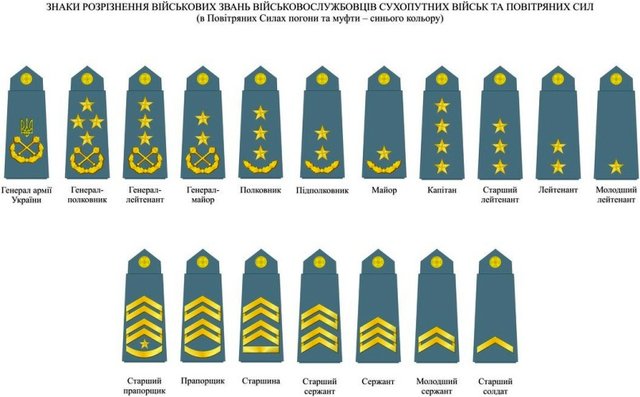 ЗНАКИ РОЗРІЗНЕННЯ ВІЙСЬКОВИХ ЗВАНЬ ВІЙСЬКОВОСЛУЖБОВЦІВ СУХОПУТНИХ ВІЙСЬК ТА ПОВІТРЯНИХ СИЛ
(в Повітряних Силах погони та муфти – синього кольору)
Генерал армії
України
Генерал-
полковник
Генерал-
лейтенант
Генерал-
майор
Полковник
Підполковник
Майор
Капітан
Старший
лейтенант
Лейтенант
Молодший
лейтенант
Старший
прапорщик
Прапорщик
Старшина
Старший
сержант
Сержант
Молодший
сержант
Старший
солдат